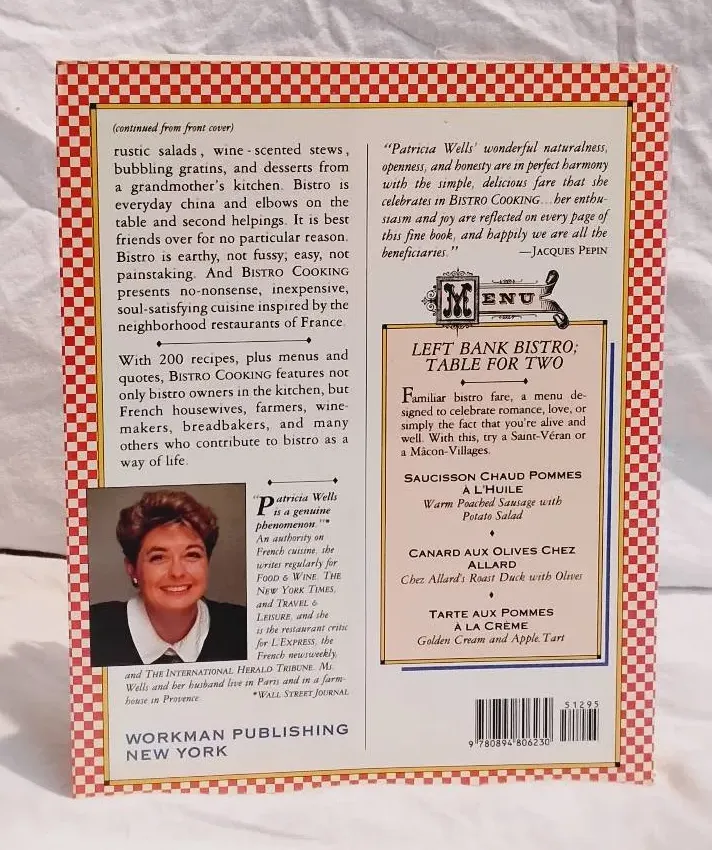 (continued from front cover)
rustic salads, wine-scented stews,
bubbling gratins, and desserts from
a grandmother's kitchen. Bistro is
everyday china and elbows on the
table and second helpings. It is best
friends over for no particular reason.
Bistro is earthy, not fussy; easy, not
painstaking. And BISTRO COOKING
presents no-nonsense, inexpensive,
soul-satisfying cuisine inspired by the
neighborhood restaurants of France.
With 200 recipes, plus menus and
quotes, BISTRO COOKING features not
only bistro owners in the kitchen, but
French housewives, farmers, wine-
makers, breadbakers, and many
others who contribute to bistro as a
way of life.
"Patricia Wells
is a genuine
phenomenon."*
An authority on
French cuisine, she
writes regularly for
FOOD & WINE, THE
NEW YORK TIMES,
and TRAVEL &
LEISURE, and she
is the restaurant critic
for L'EXPRESS, the
French newsweekly,
and THE INTERNATIONAL HERALD TRIBUNE. Ms.
Wells and her husband live in Paris and in a farm-
house in Provence.
*WALL STREET JOURNAL
WORKMAN PUBLISHING
NEW YORK
"Patricia Wells' wonderful naturalness,
openness, and honesty are in perfect harmony
with the simple, delicious fare that she
celebrates in BISTRO COOKING...her enthu-
siasm and joy are reflected on every page of
this fine book, and happily we are all the
beneficiaries."
—JACQUES PEPIN
MENU
LEFT BANK BISTRO;
TABLE FOR TWO
Familiar bistro fare, a menu de-
signed to celebrate romance, love, or
simply the fact that you're alive and
well. With this, try a Saint-Véran or
a Mâcon-Villages.
SAUCISSON CHAUD POMMES
À L'HUILE
Warm Poached Sausage with
Potato Salad
CANARD AUX OLIVES CHEZ
ALLARD
Chez Allard's Roast Duck with Olives
TARTE AUX POMMES
À LA CRÈME
Golden Cream and Apple Tart
51295
9 780894 806230